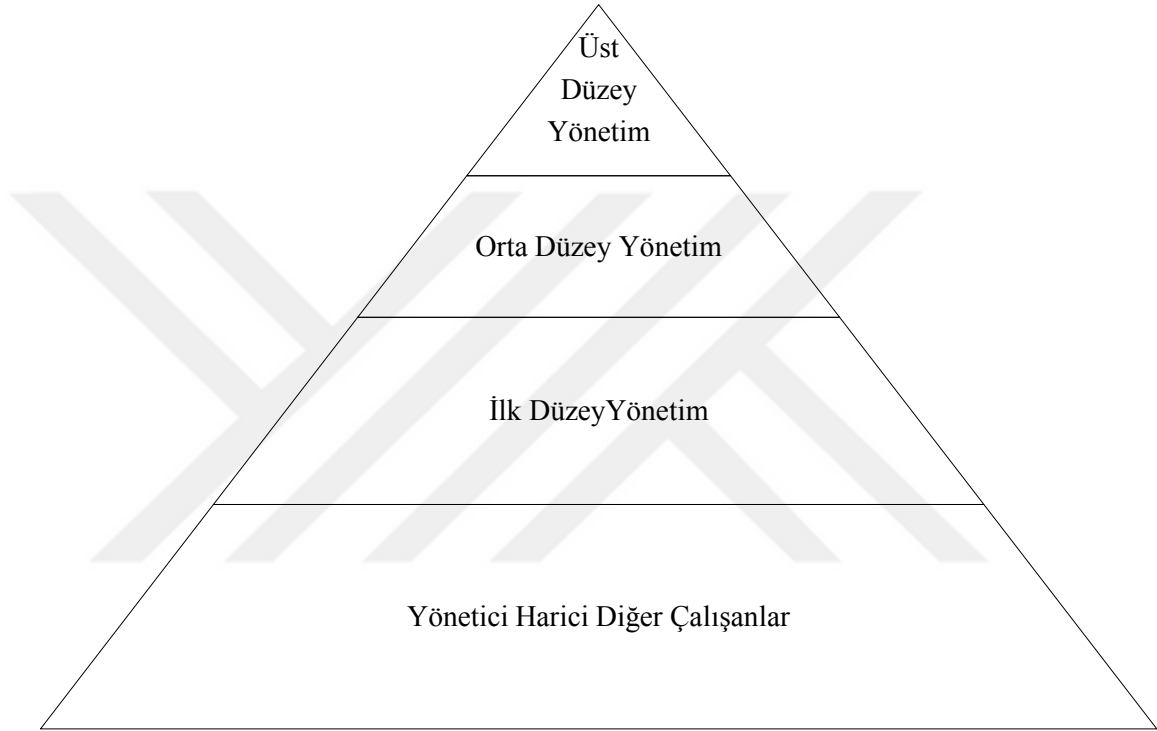 Üst
Düzey
Yönetim
Orta Düzey Yönetim
İlk DüzeyYönetim
Yönetici Harici Diğer Çalışanlar